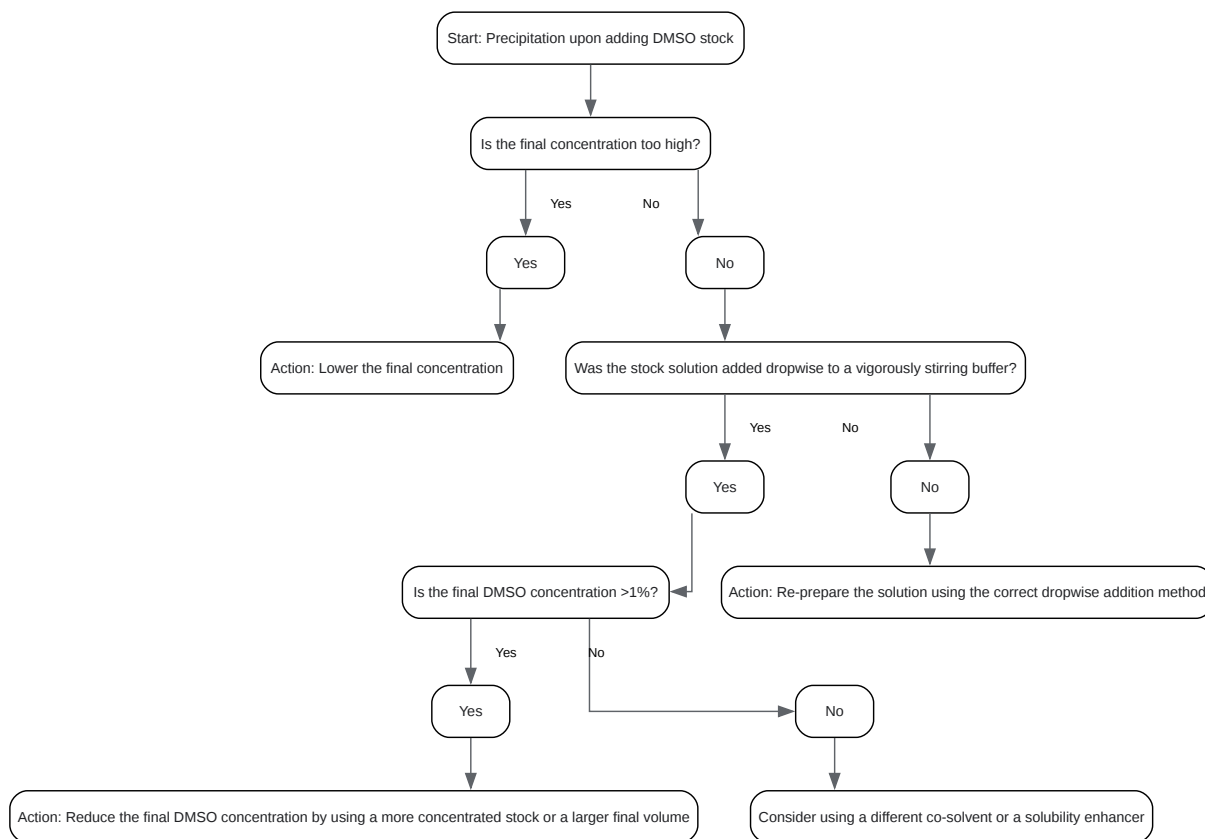 Start: Precipitation upon adding DMSO stock
Is the final concentration too high?
Yes
No
Yes
No
Action: Lower the final concentration
Was the stock solution added dropwise to a vigorously stirring buffer?
Yes
No
Yes
No
Is the final DMSO concentration >1%?
Action: Re-prepare the solution using the correct dropwise addition method
Yes
No
Yes
No
Action: Reduce the final DMSO concentration by using a more concentrated stock or a larger final volume
Consider using a different co-solvent or a solubility enhancer